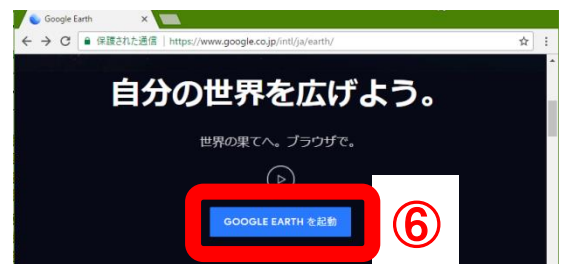 Google Earth
保護された通信 | https://www.google.co.jp/intl/ja/earth/
自分の世界を広げよう。
世界の果てへ。ブラウザで。
GOOGLE EARTH を起動
⑥